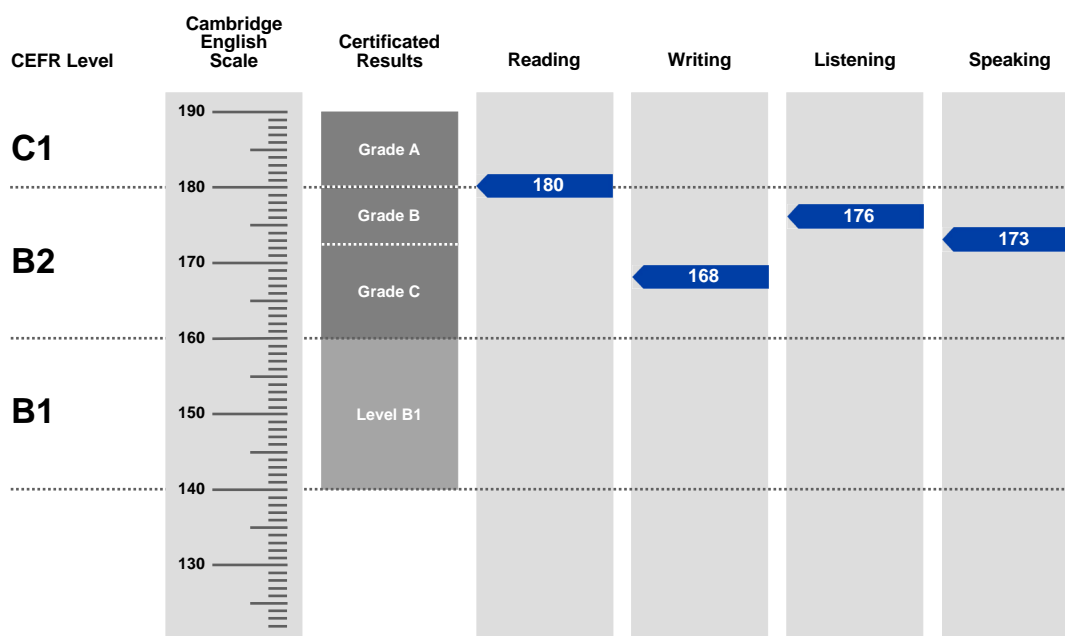 CEFR Level
Cambridge
English
Scale
Certificated
Results
Reading
Writing
Listening
Speaking
C1
B2
B1
190
180
170
160
150
140
130
Grade A
Grade B
Grade C
Level B1
180
168
176
173